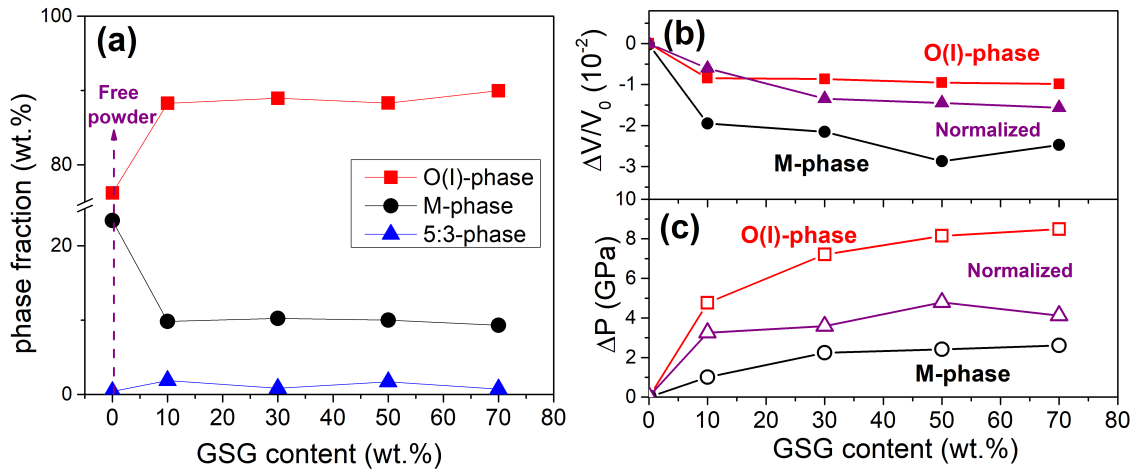 (a)
100
80
20
0
phase fraction (wt.%)
Free
powder
O(I)-phase
M-phase
5:3-phase
0 10 20 30 40 50 60 70 80
GSG content (wt.%)
(b)
0
-1
-2
-3
ΔV/V₀ (10⁻²)
O(I)-phase
Normalized
M-phase
(c)
10
8
6
4
2
0
ΔP (GPa)
O(I)-phase
Normalized
M-phase
0 10 20 30 40 50 60 70 80
GSG content (wt.%)